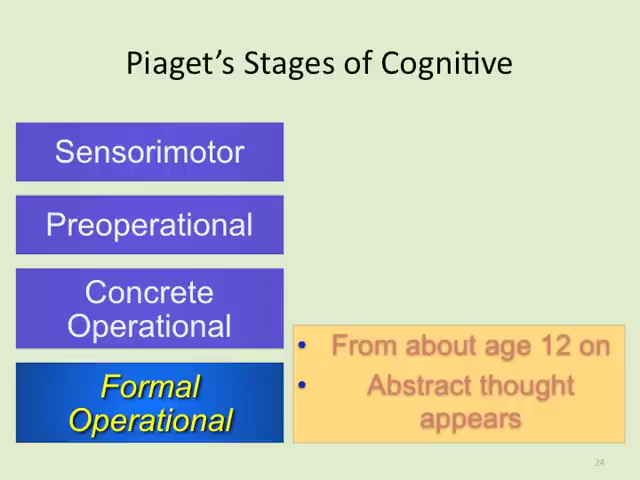 Piaget's Stages of Cognitive
Sensorimotor
Preoperational
Concrete
Operational
Formal
Operational
• From about age 12 on
• Abstract thought
appears
24